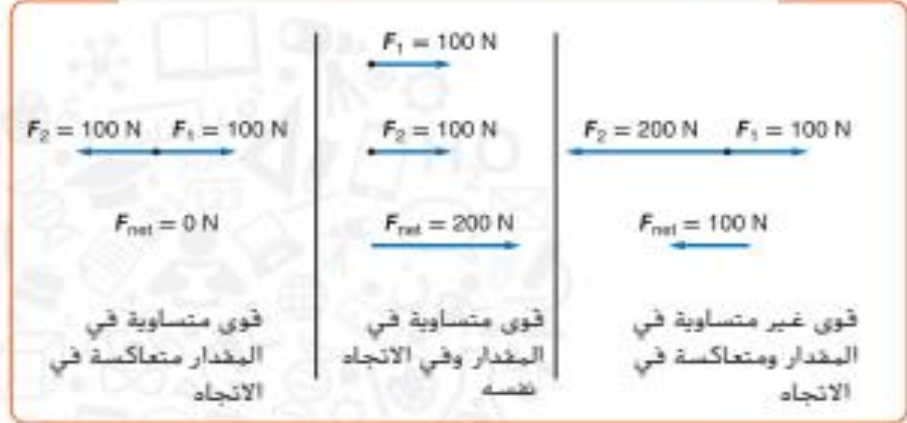 F₂ = 100 N F₁ = 100 N
F_net = 0 N
قوى متساوية في
المقدار متعاكسة في
الاتجاه
F₁ = 100 N
F₂ = 100 N
F_net = 200 N
قوى متساوية في
المقدار وفي الاتجاه
نفسه
F₂ = 200 N F₁ = 100 N
F_net = 100 N
قوى غير متساوية في
المقدار ومتعاكسة في
الاتجاه